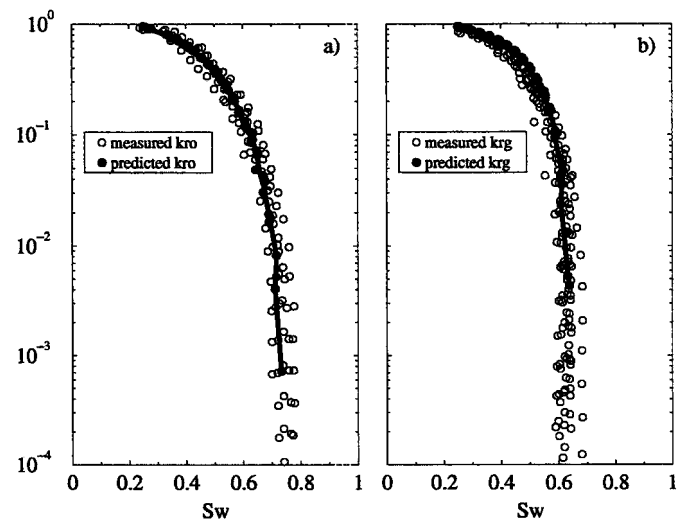 10^0
a)
b)
10^-1
measured kro
predicted kro
measured krg
predicted krg
10^-2
10^-3
10^-4
0 0.2 0.4 0.6 0.8 1
0 0.2 0.4 0.6 0.8 1
Sw
Sw